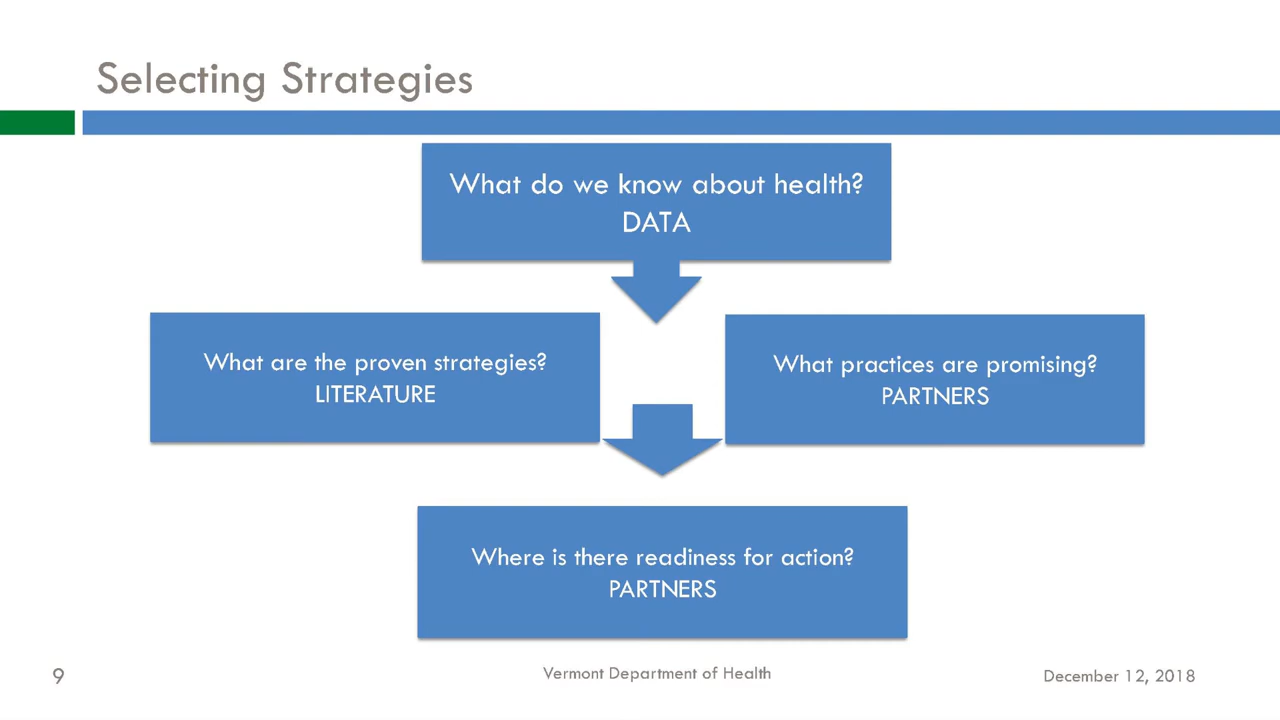 Selecting Strategies
What do we know about health?
DATA
What are the proven strategies?
LITERATURE
What practices are promising?
PARTNERS
Where is there readiness for action?
PARTNERS
9
Vermont Department of Health
December 12, 2018